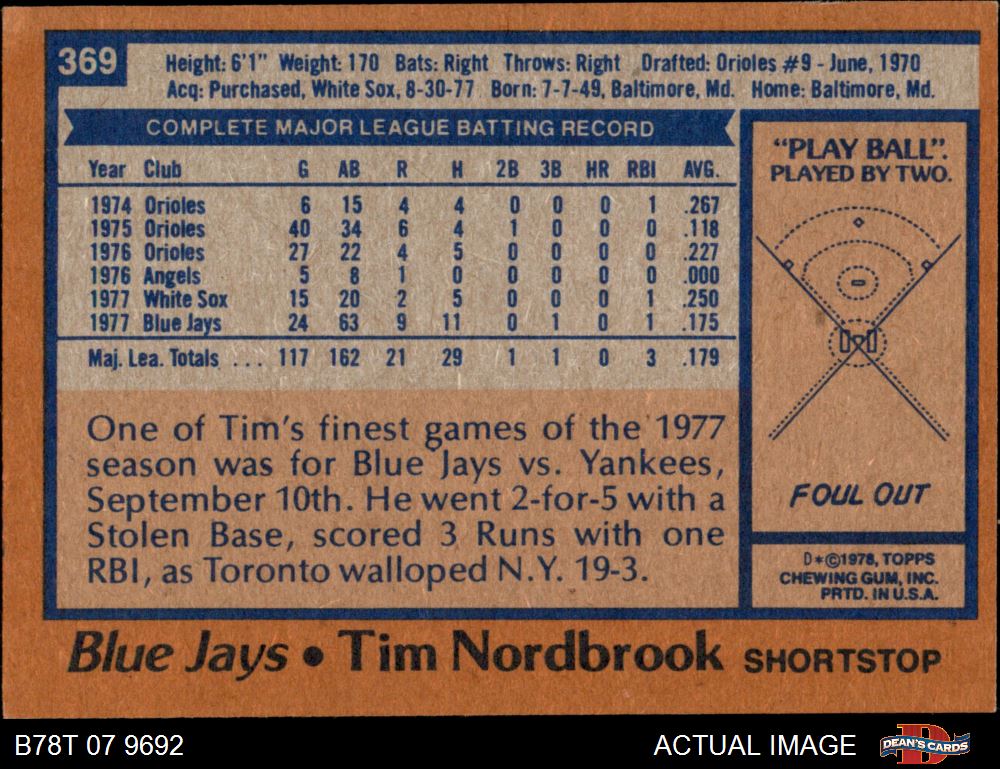 369
Height: 6'1" Weight: 170 Bats: Right Throws: Right Drafted: Orioles #9 - June, 1970
Acq: Purchased, White Sox, 8-30-77 Born: 7-7-49, Baltimore, Md. Home: Baltimore, Md.
COMPLETE MAJOR LEAGUE BATTING RECORD
Year Club G AB R H 2B 3B HR RBI AVG.
1974 Orioles 6 15 4 4 0 0 0 1 .267
1975 Orioles 40 34 6 4 1 0 0 0 .118
1976 Orioles 27 22 4 5 0 0 0 0 .227
1976 Angels 5 8 1 0 0 0 0 0 .000
1977 White Sox 15 20 2 5 0 0 0 1 .250
1977 Blue Jays 24 63 9 11 0 1 0 1 .175
Maj. Lea. Totals ... 117 162 21 29 1 1 0 3 .179
One of Tim's finest games of the 1977
season was for Blue Jays vs. Yankees,
September 10th. He went 2-for-5 with a
Stolen Base, scored 3 Runs with one
RBI, as Toronto walloped N.Y. 19-3.
"PLAY BALL".
PLAYED BY TWO.
FOUL OUT
D*©1978, TOPPS
CHEWING GUM, INC.
PRTD. IN U.S.A.
Blue Jays • Tim Nordbrook SHORTSTOP
B78T 07 9692
ACTUAL IMAGE
D
DEAN'S CARDS